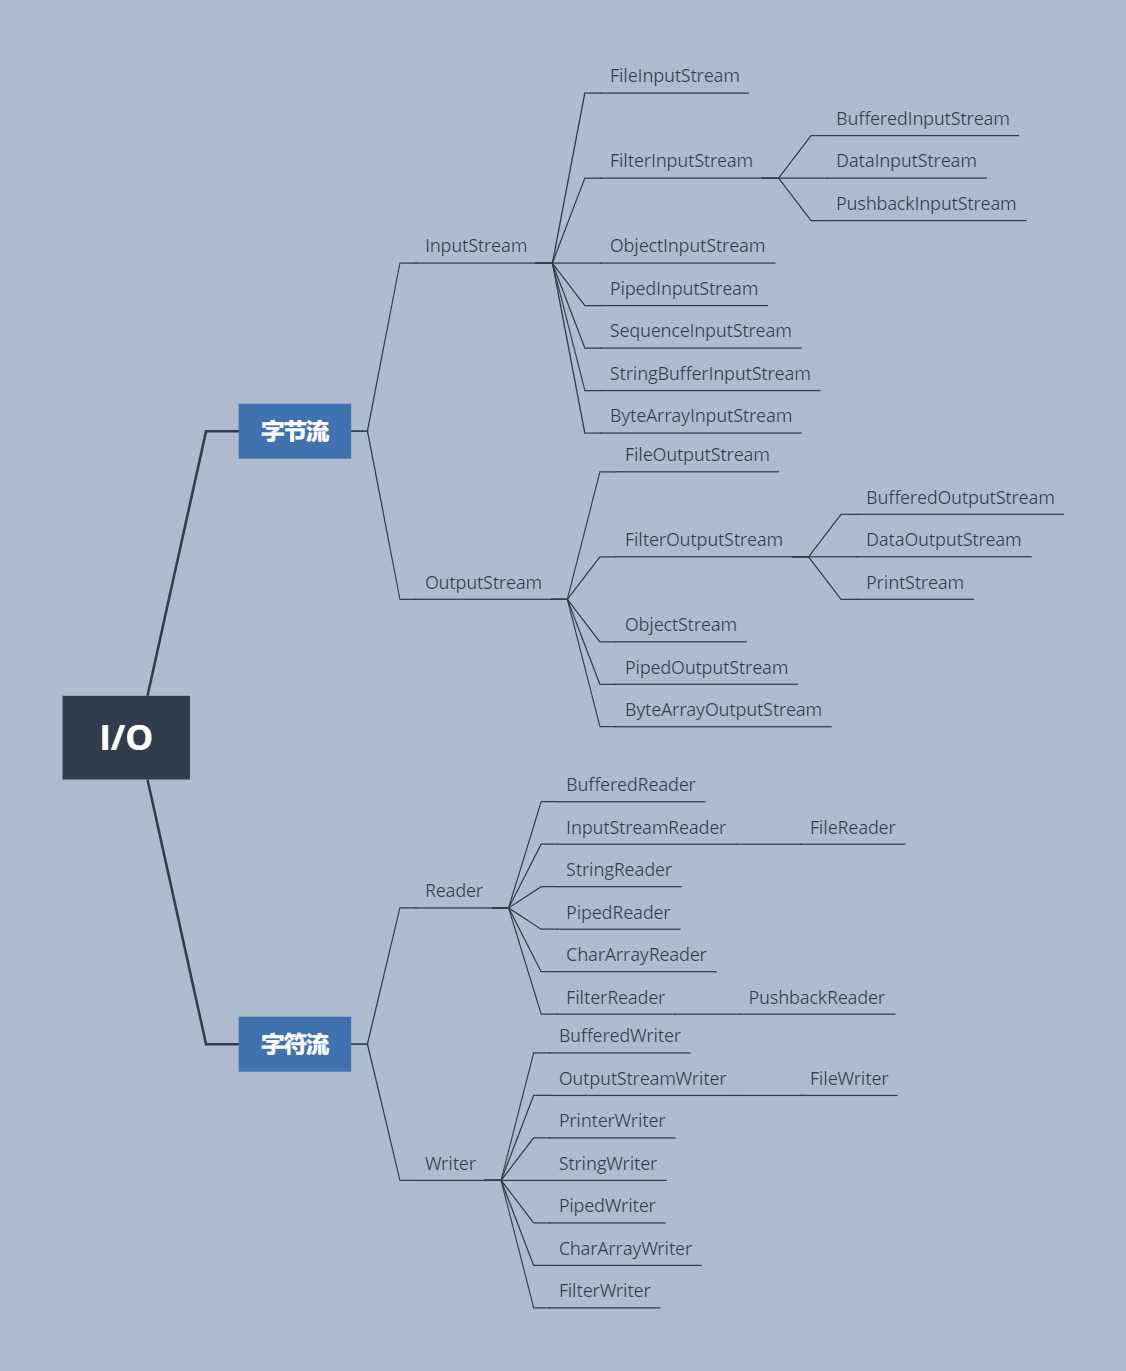 I/O
字节流
InputStream
FileInputStream
FilterInputStream
BufferedInputStream
DataInputStream
PushbackInputStream
ObjectInputStream
PipedInputStream
SequenceInputStream
StringBufferInputStream
ByteArrayInputStream
OutputStream
FileOutputStream
FilterOutputStream
BufferedOutputStream
DataOutputStream
PrintStream
ObjectStream
PipedOutputStream
ByteArrayOutputStream
字符流
Reader
BufferedReader
InputStreamReader
FileReader
StringReader
PipedReader
CharArrayReader
FilterReader
PushbackReader
Writer
BufferedWriter
OutputStreamWriter
FileWriter
PrinterWriter
StringWriter
PipedWriter
CharArrayWriter
FilterWriter